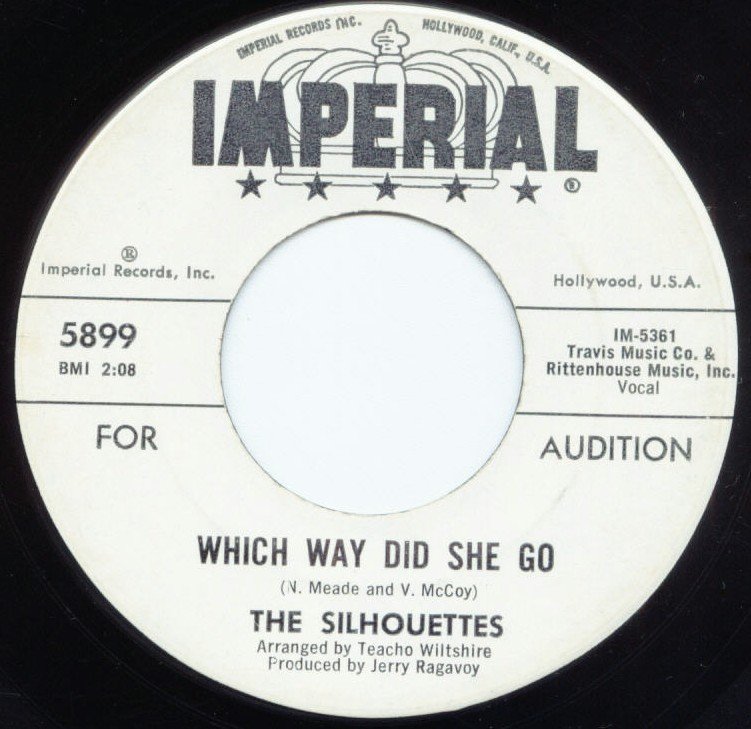 IMPERIAL RECORDS INC. HOLLYWOOD, CALIF., U.S.A.
IMPERIAL
®
®
Imperial Records, Inc.
Hollywood, U.S.A.
5899
BMI 2:08
IM-5361
Travis Music Co. &
Rittenhouse Music, Inc.
Vocal
FOR AUDITION
WHICH WAY DID SHE GO
(N. Meade and V. McCoy)
THE SILHOUETTES
Arranged by Teacho Wiltshire
Produced by Jerry Ragavoy